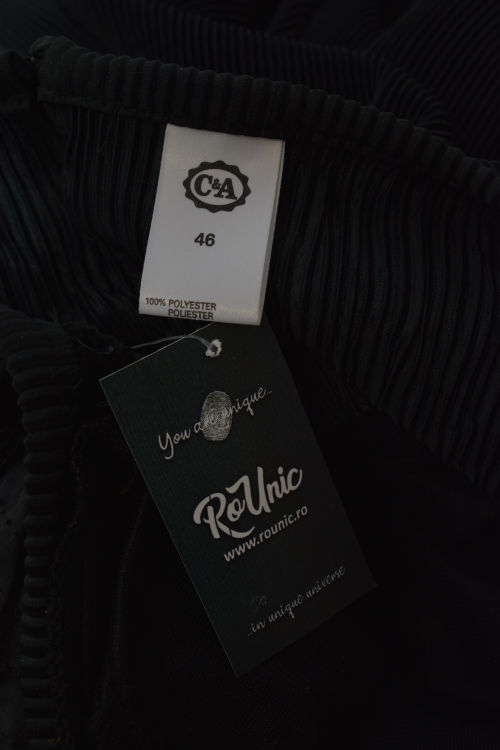 C&A
46
100% POLYESTER
POLIESTER
You are unique...
RoUnic
www.rounic.ro
...in unique universe